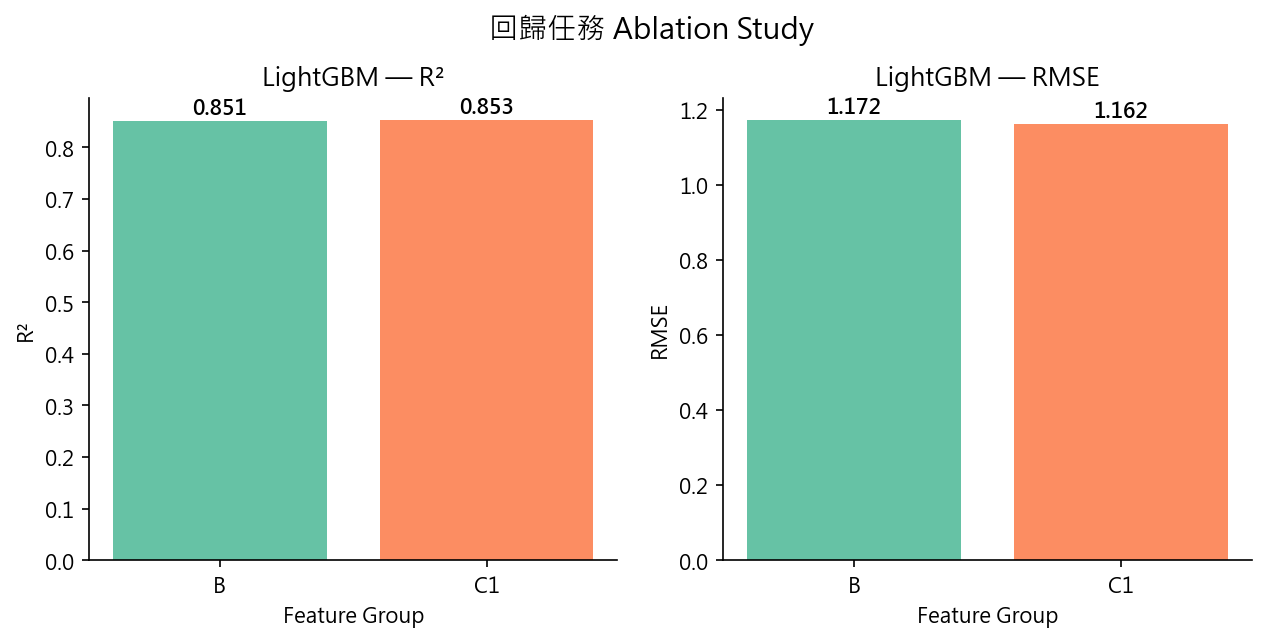 回歸任務 Ablation Study
LightGBM — R²
0.851
0.853
0.8
0.7
0.6
0.5
0.4
0.3
0.2
0.1
0.0
R²
B
C1
Feature Group
LightGBM — RMSE
1.172
1.162
1.2
1.0
0.8
0.6
0.4
0.2
0.0
RMSE
B
C1
Feature Group